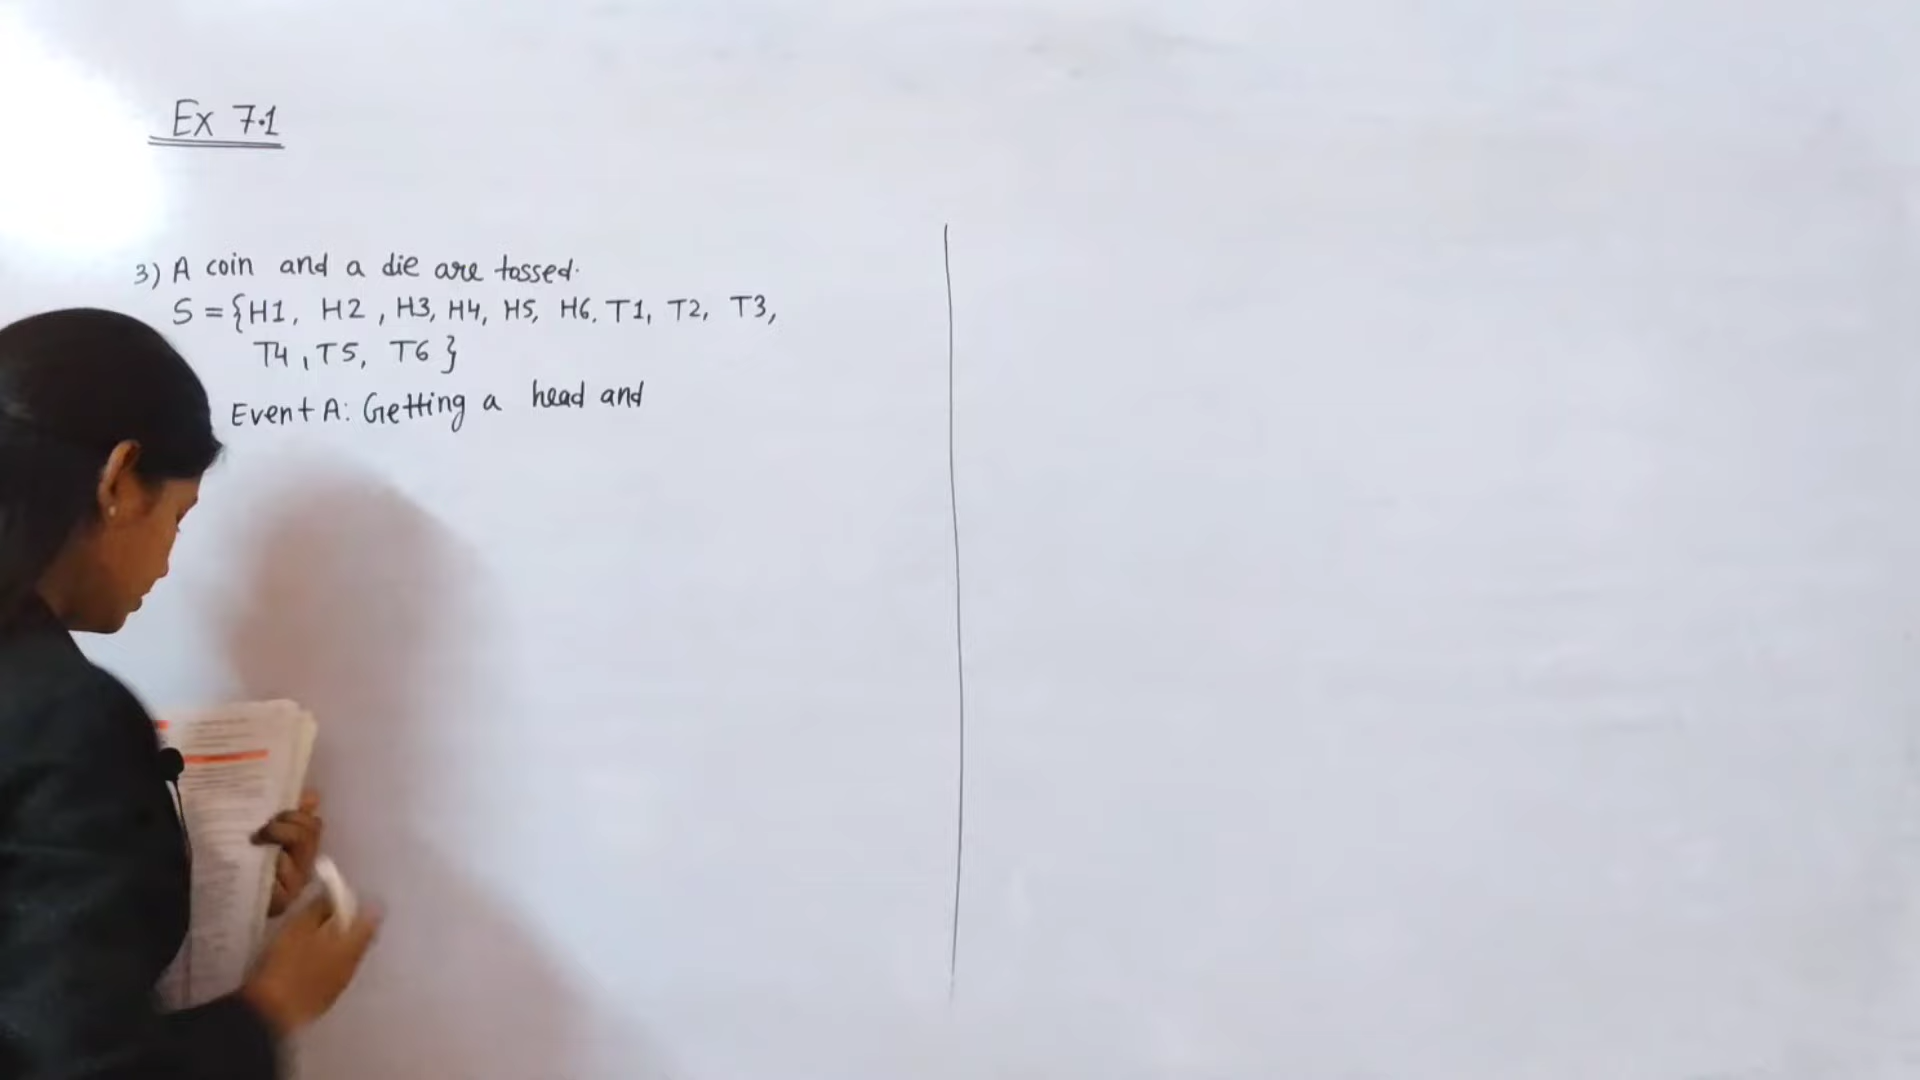 Ex 7.1
3) A coin and a die are tossed.
S = {H1, H2, H3, H4, H5, H6, T1, T2, T3,
T4, T5, T6}
Event A: Getting a head and